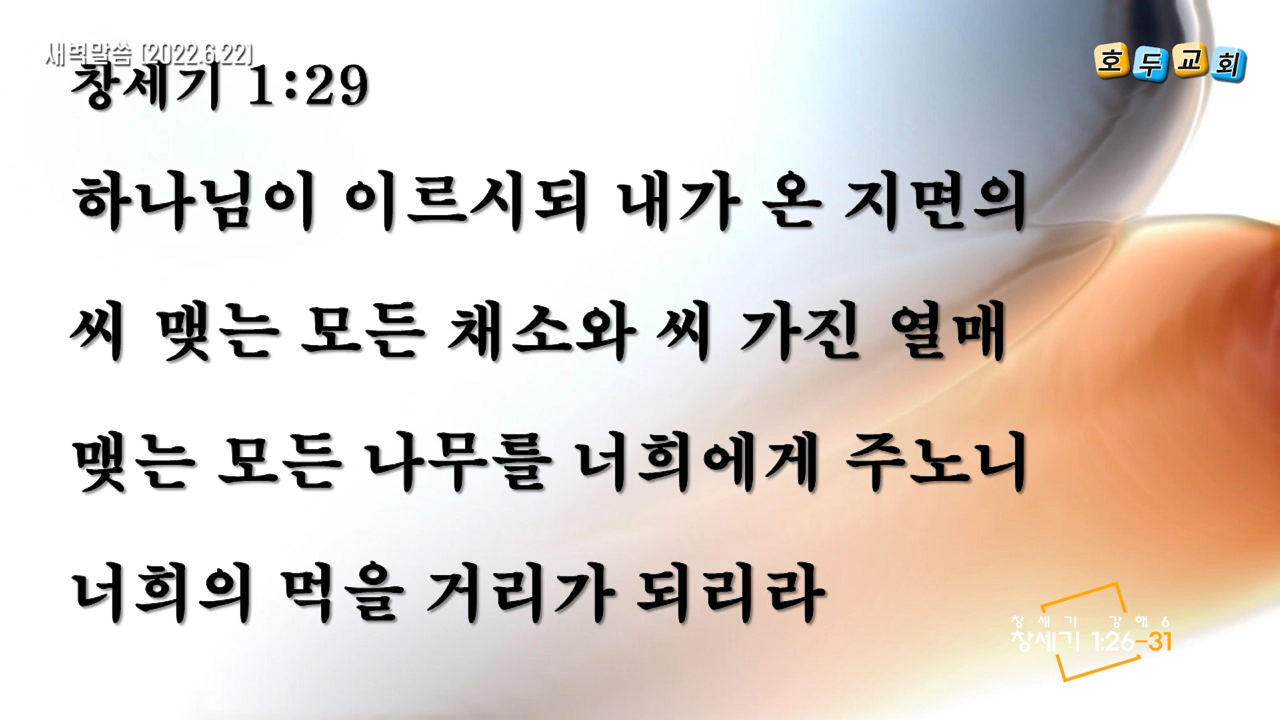 새벽말씀 [2022.6.22]
호두교회
창세기 1:29
하나님이 이르시되 내가 온 지면의
씨 맺는 모든 채소와 씨 가진 열매
맺는 모든 나무를 너희에게 주노니
너희의 먹을 거리가 되리라
창세기 강해6
창세기 1:26-31